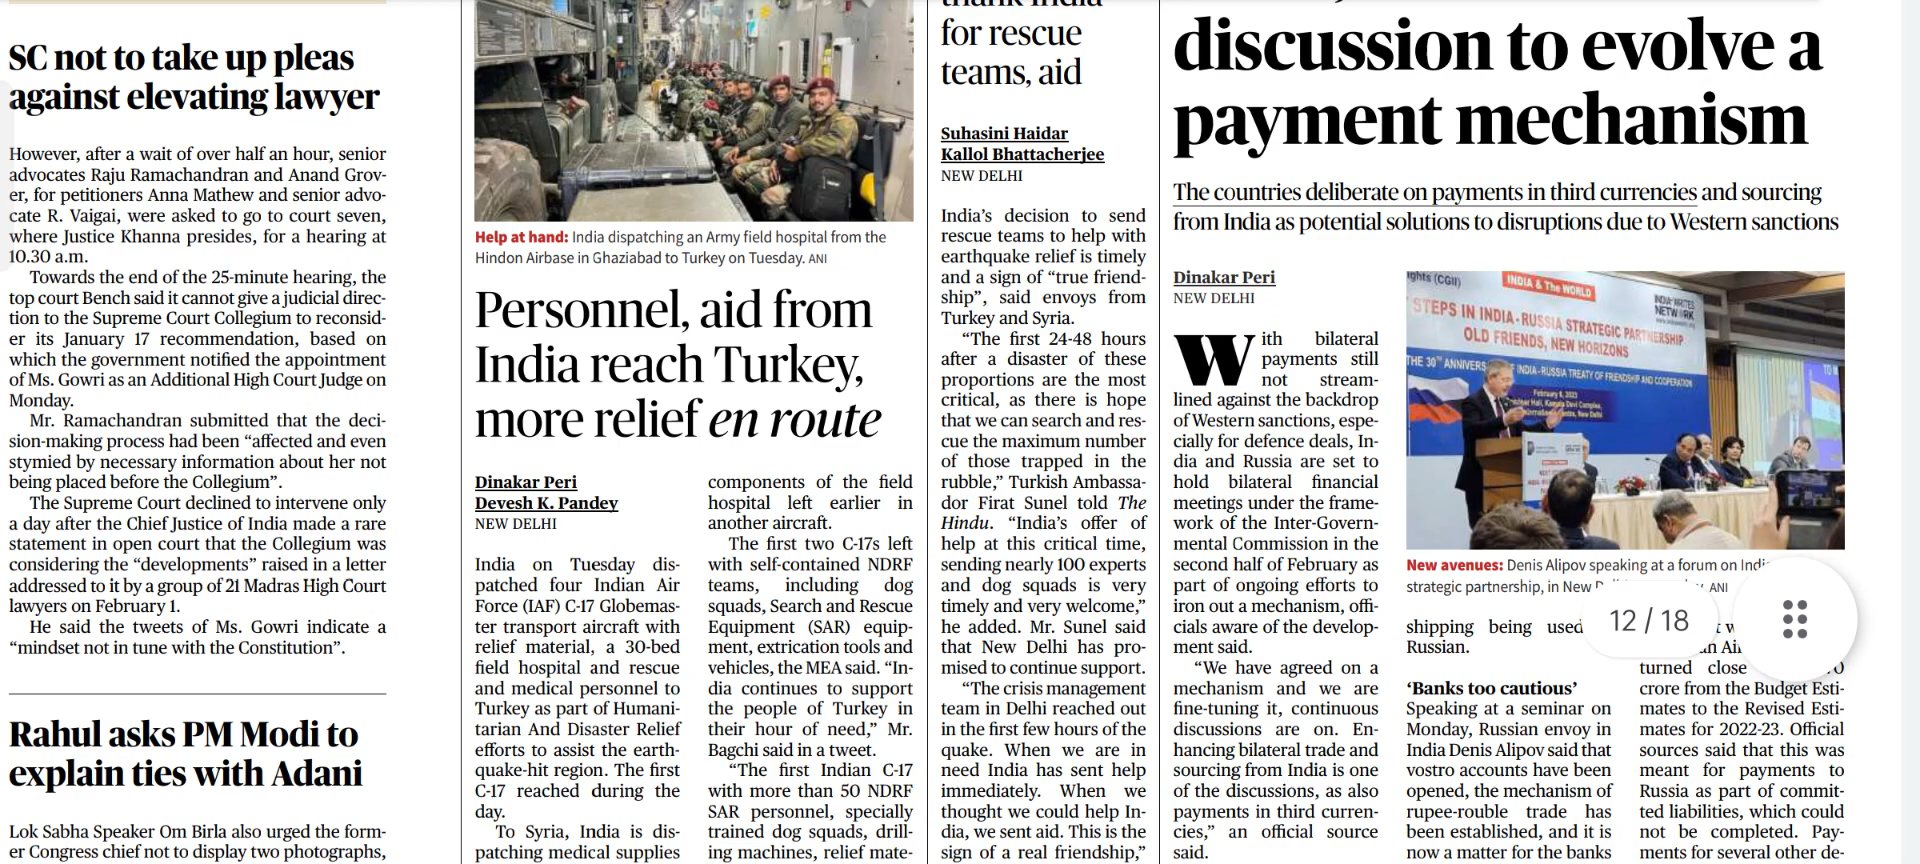 SC not to take up pleas
against elevating lawyer
However, after a wait of over half an hour, senior
advocates Raju Ramachandran and Anand Grov-
er, for petitioners Anna Mathew and senior advo-
cate R. Vaigai, were asked to go to court seven,
where Justice Khanna presides, for a hearing at
10.30 a.m.
Towards the end of the 25-minute hearing, the
top court Bench said it cannot give a judicial direc-
tion to the Supreme Court Collegium to reconsid-
er its January 17 recommendation, based on
which the government notified the appointment
of Ms. Gowri as an Additional High Court Judge on
Monday.
Mr. Ramachandran submitted that the deci-
sion-making process had been “affected and even
stymied by necessary information about her not
being placed before the Collegium”.
The Supreme Court declined to intervene only
a day after the Chief Justice of India made a rare
statement in open court that the Collegium was
considering the “developments” raised in a letter
addressed to it by a group of 21 Madras High Court
lawyers on February 1.
He said the tweets of Ms. Gowri indicate a
“mindset not in tune with the Constitution”.
Rahul asks PM Modi to
explain ties with Adani
Lok Sabha Speaker Om Birla also urged the form-
er Congress chief not to display two photographs,
Help at hand: India dispatching an Army field hospital from the
Hindon Airbase in Ghaziabad to Turkey on Tuesday. ANI
Personnel, aid from
India reach Turkey,
more relief en route
Dinakar Peri
Devesh K. Pandey
NEW DELHI
India on Tuesday dis-
patched four Indian Air
Force (IAF) C-17 Globemas-
ter transport aircraft with
relief material, a 30-bed
field hospital and rescue
and medical personnel to
Turkey as part of Humani-
tarian And Disaster Relief
efforts to assist the earth-
quake-hit region. The first
C-17 reached during the
day.
To Syria, India is dis-
patching medical supplies
components of the field
hospital left earlier in
another aircraft.
The first two C-17s left
with self-contained NDRF
teams, including dog
squads, Search and Rescue
Equipment (SAR) equip-
ment, extrication tools and
vehicles, the MEA said. “In-
dia continues to support
the people of Turkey in
their hour of need,” Mr.
Bagchi said in a tweet.
“The first Indian C-17
with more than 50 NDRF
SAR personnel, specially
trained dog squads, drill-
ing machines, relief mate-
thank India
for rescue
teams, aid
Suhasini Haidar
Kallol Bhattacherjee
NEW DELHI
India’s decision to send
rescue teams to help with
earthquake relief is timely
and a sign of “true friend-
ship”, said envoys from
Turkey and Syria.
“The first 24-48 hours
after a disaster of these
proportions are the most
critical, as there is hope
that we can search and res-
cue the maximum number
of those trapped in the
rubble,” Turkish Ambassa-
dor Firat Sunel told The
Hindu. “India’s offer of
help at this critical time,
sending nearly 100 experts
and dog squads is very
timely and very welcome,”
he added. Mr. Sunel said
that New Delhi has pro-
mised to continue support.
“The crisis management
team in Delhi reached out
in the first few hours of the
quake. When we are in
need India has sent help
immediately. When we
thought we could help In-
dia, we sent aid. This is the
sign of a real friendship,”
discussion to evolve a
payment mechanism
The countries deliberate on payments in third currencies and sourcing
from India as potential solutions to disruptions due to Western sanctions
Dinakar Peri
NEW DELHI
With bilateral
payments still
not stream-
lined against the backdrop
of Western sanctions, espe-
cially for defence deals, In-
dia and Russia are set to
hold bilateral financial
meetings under the frame-
work of the Inter-Govern-
mental Commission in the
second half of February as
part of ongoing efforts to
iron out a mechanism, offi-
cials aware of the develop-
ment said.
“We have agreed on a
mechanism and we are
fine-tuning it, continuous
discussions are on. En-
hancing bilateral trade and
sourcing from India is one
of the discussions, as also
payments in third curren-
cies,” an official source
said.
ights (CGII)
INDIA & The WORLD
INDIA WRITES
NETWORK
STEPS IN INDIA-RUSSIA STRATEGIC PARTNERSHIP
OLD FRIENDS, NEW HORIZONS
THE 30TH ANNIVERS OF INDIA-RUSSIA TREATY OF FRIENDSHIP AND COOPERATION
New avenues: Denis Alipov speaking at a forum on
strategic partnership, in New ANI
12 / 18
shipping being used
Russian.
‘Banks too cautious’
Speaking at a seminar on
Monday, Russian envoy in
India Denis Alipov said that
vostro accounts have been
opened, the mechanism of
rupee-rouble trade has
been established, and it is
now a matter for the banks
turned close
crore from the Budget Esti-
mates to the Revised Esti-
mates for 2022-23. Official
sources said that this was
meant for payments to
Russia as part of commit-
ted liabilities, which could
not be completed. Pay-
ments for several other de-